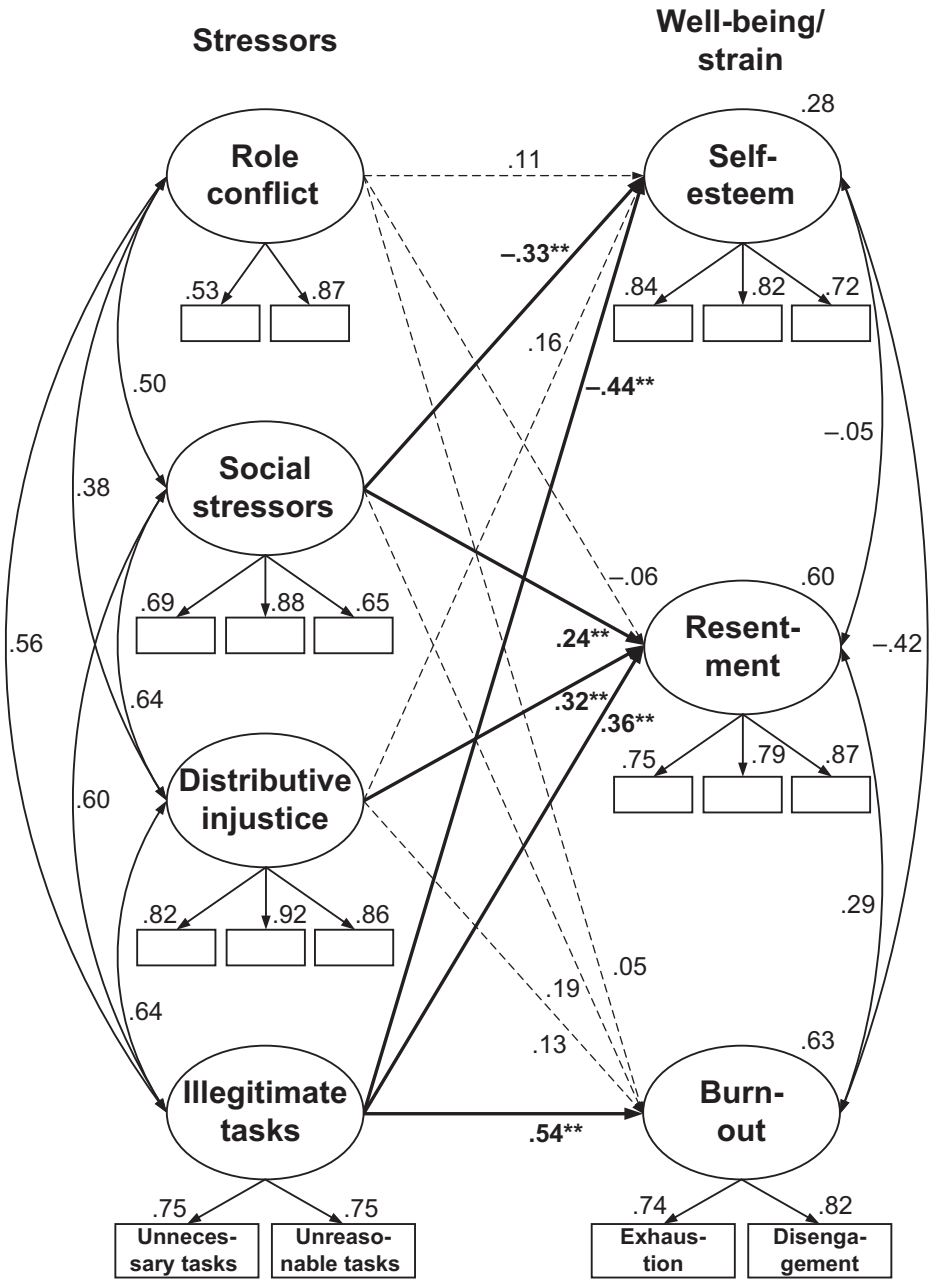 Stressors
Well-being/
strain
.28
Role
conflict
.11
Self-
esteem
–.33**
.53
.87
.84
.82
.72
.16
.50
–.44**
–.05
Social
stressors
.38
–.06
.60
.69
.88
.65
Resent-
ment
.56
.24**
–.42
.64
.32**
.36**
.75
.79
.87
Distributive
injustice
.60
.82
.92
.86
.29
.05
.19
.64
.13
.63
Illegitimate
tasks
Burn-
out
.54**
.75
.75
.74
.82
Unneces-
sary tasks
Unreaso-
nable tasks
Exhaus-
tion
Disenga-
gement